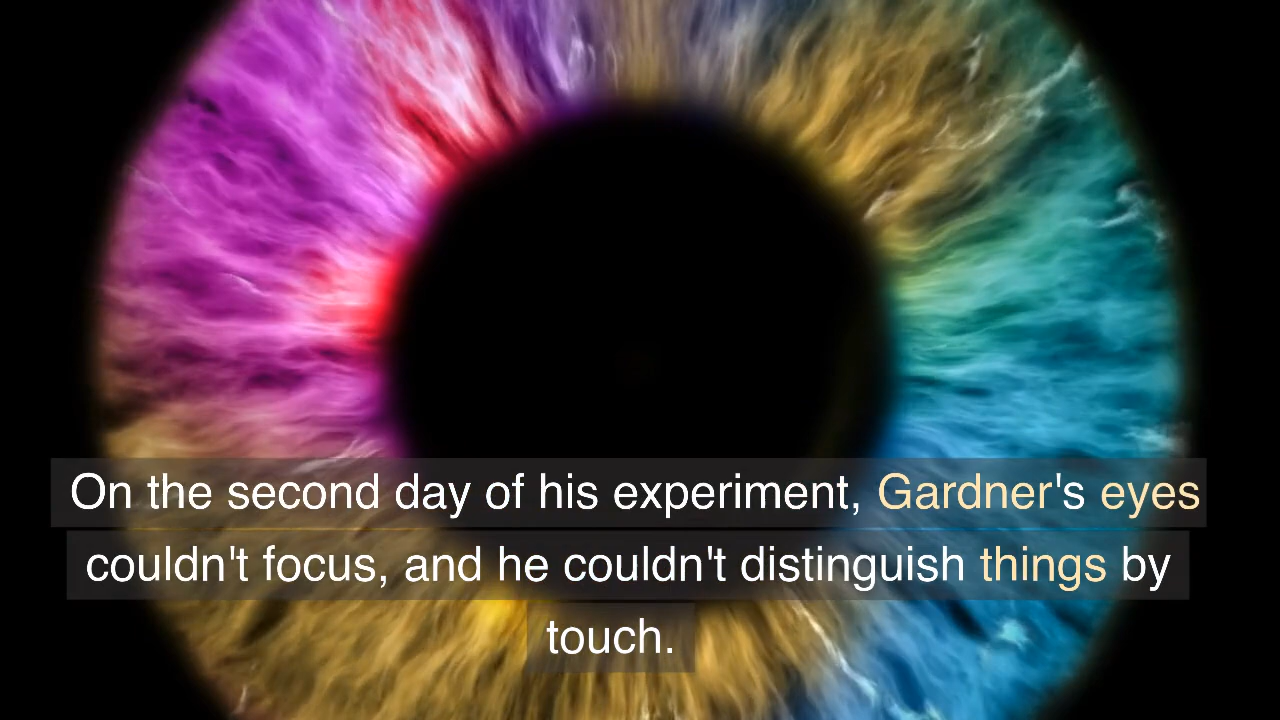 On the second day of his experiment, Gardner's eyes
couldn't focus, and he couldn't distinguish things by
touch.